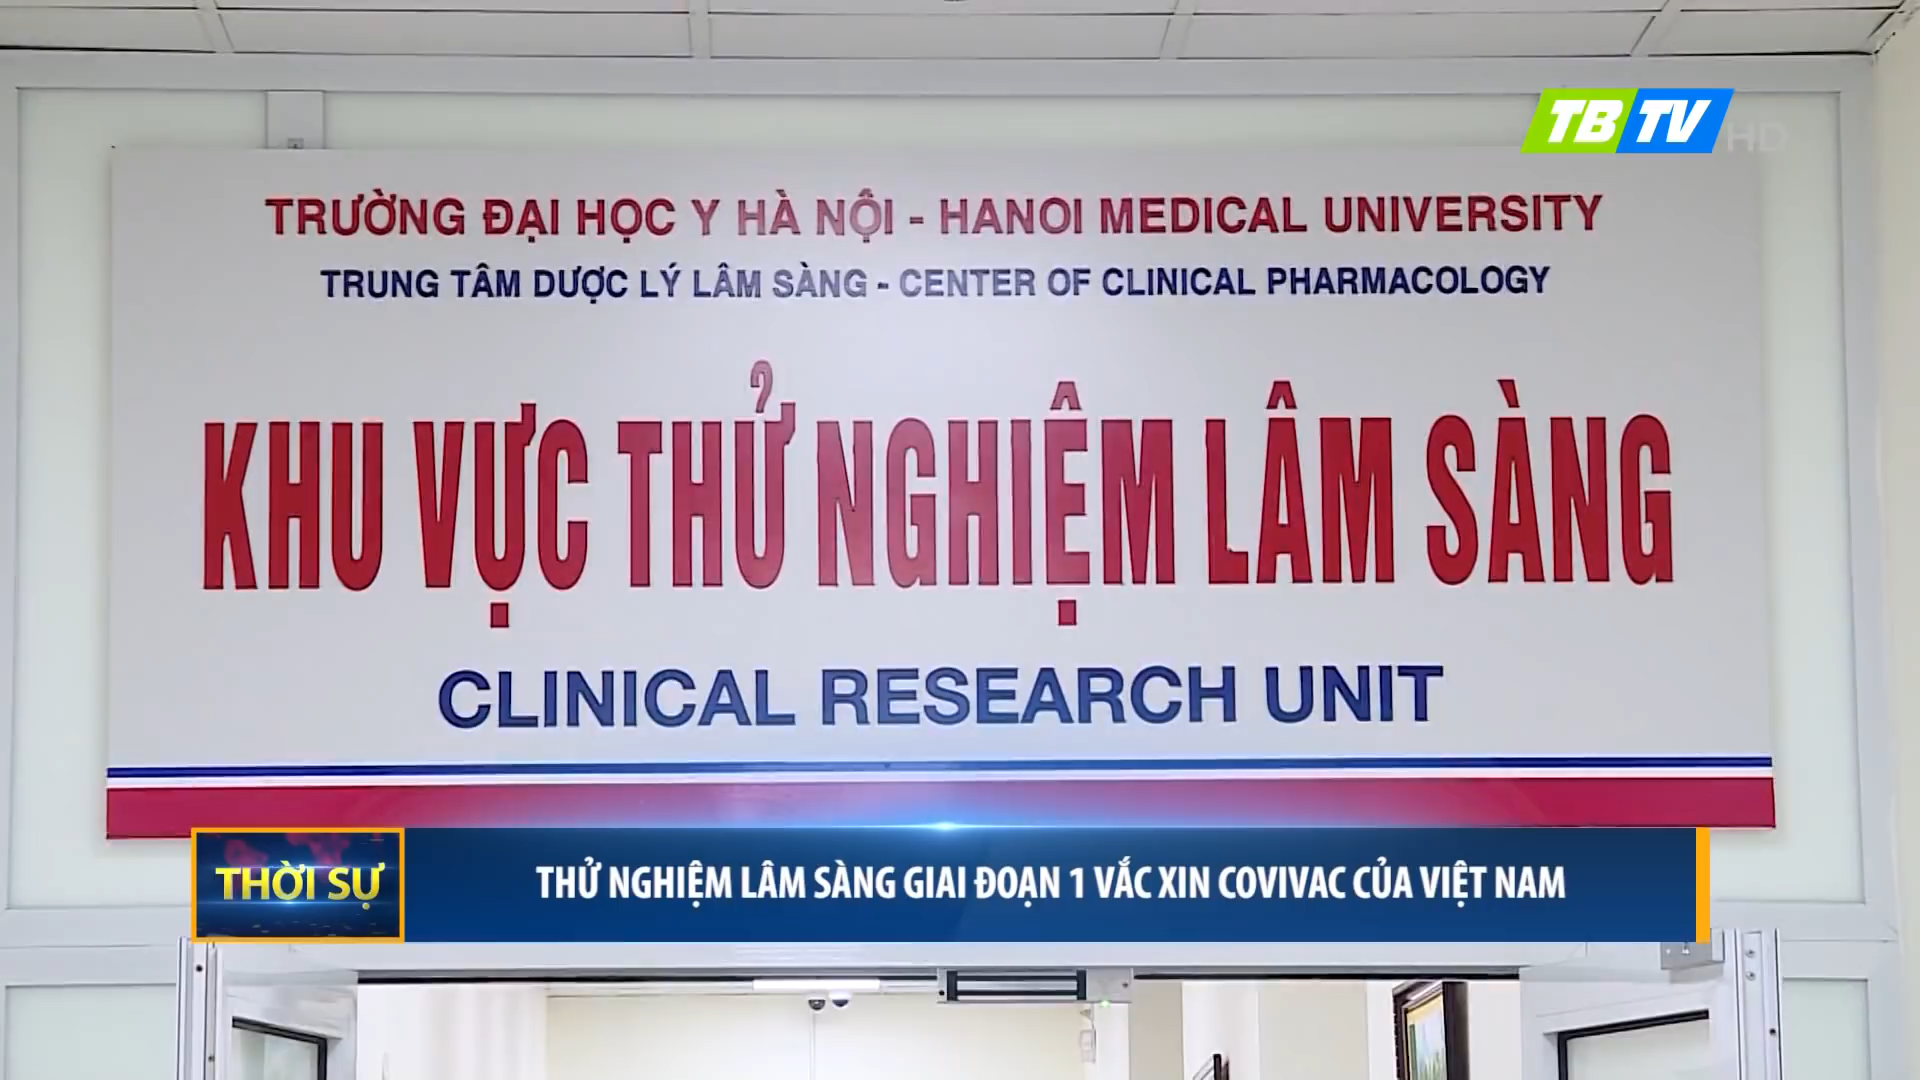 TBTV HD
TRƯỜNG ĐẠI HỌC Y HÀ NỘI - HANOI MEDICAL UNIVERSITY
TRUNG TÂM DƯỢC LÝ LÂM SÀNG - CENTER OF CLINICAL PHARMACOLOGY
KHU VỰC THỬ NGHIỆM LÂM SÀNG
CLINICAL RESEARCH UNIT
THỜI SỰ
THỬ NGHIỆM LÂM SÀNG GIAI ĐOẠN 1 VẮC XIN COVIVAC CỦA VIỆT NAM